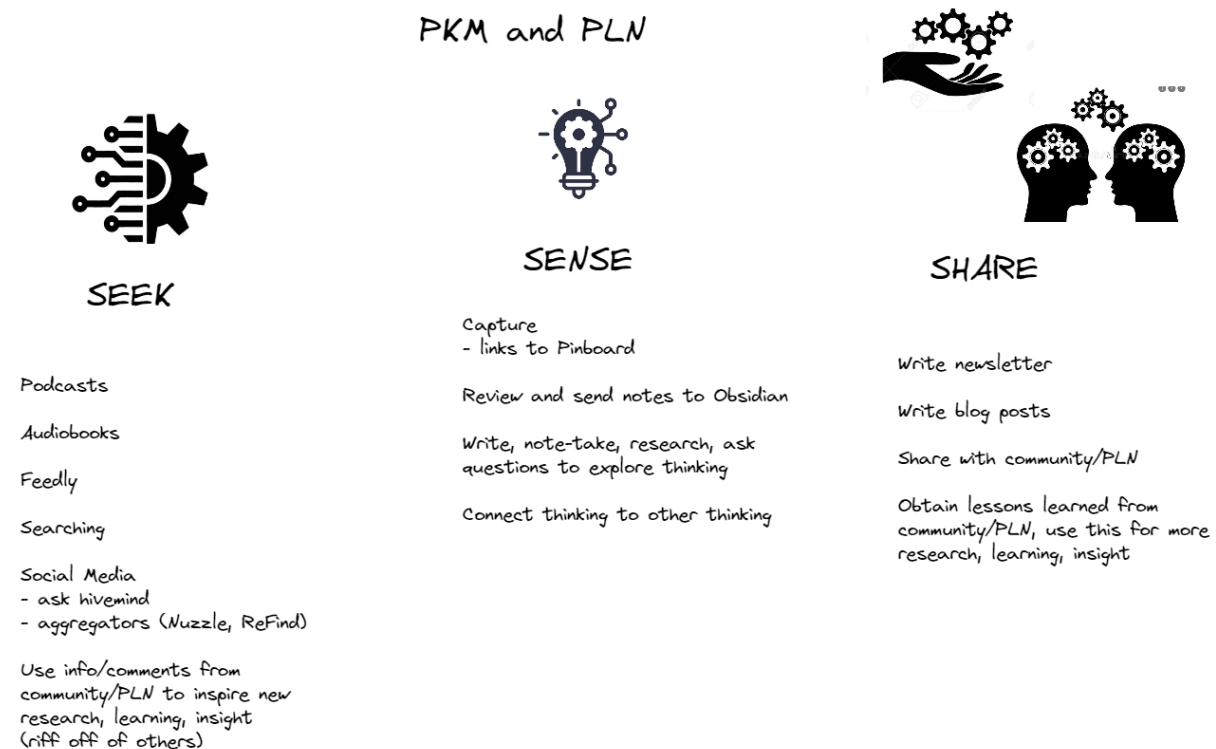 PKM and PLN
SEEK
Podcasts
Audiobooks
Feedly
Searching
Social Media
- ask hivemind
- aggregators (Nuzzle, ReFind)
Use info/comments from
community/PLN to inspire new
research, learning, insight
(riff off of others)
SENSE
Capture
- links to Pinboard
Review and send notes to Obsidian
Write, note-take, research, ask
questions to explore thinking
Connect thinking to other thinking
SHARE
Write newsletter
Write blog posts
Share with community/PLN
Obtain lessons learned from
community/PLN, use this for more
research, learning, insight